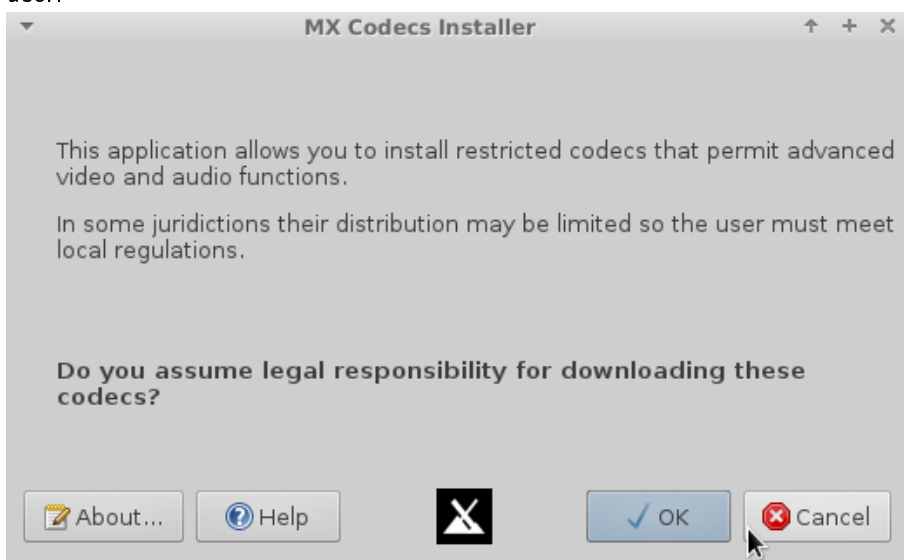 MX Codecs Installer
This application allows you to install restricted codecs that permit advanced
video and audio functions.
In some juridictions their distribution may be limited so the user must meet
local regulations.
Do you assume legal responsibility for downloading these
codecs?
About... Help OK Cancel